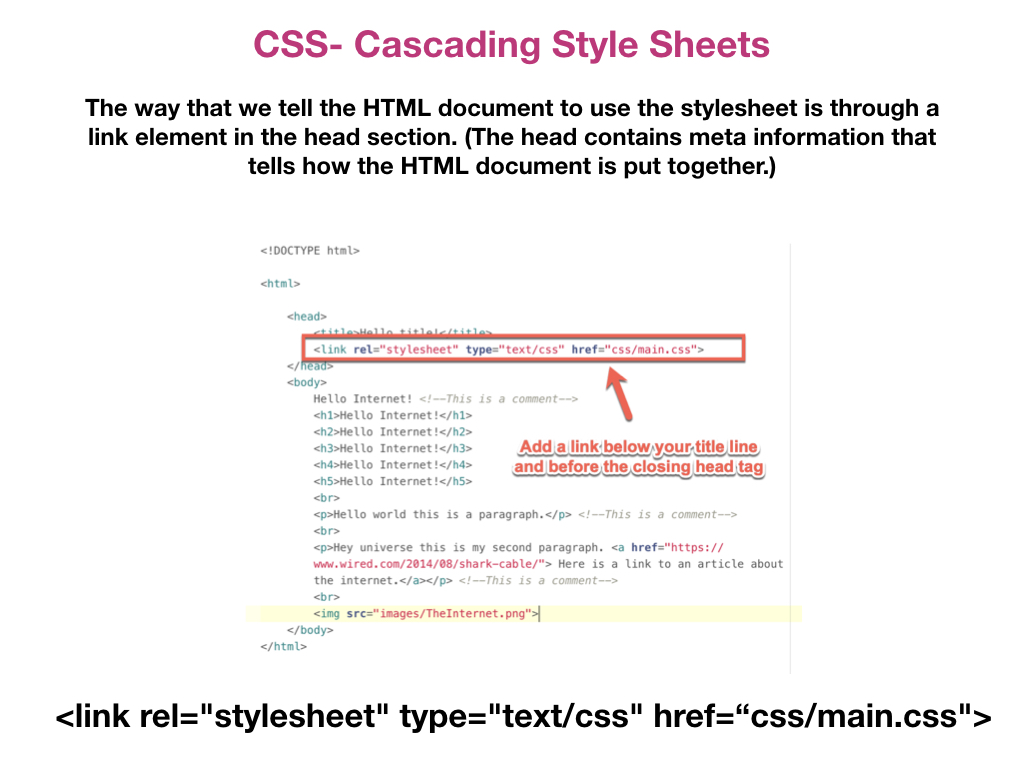 CSS- Cascading Style Sheets
The way that we tell the HTML document to use the stylesheet is through a
link element in the head section. (The head contains meta information that
tells how the HTML document is put together.)
<!DOCTYPE html>
<html>
<head>
<title>Hello title!</title>
<link rel="stylesheet" type="text/css" href="css/main.css">
</head>
<body>
Hello Internet! <!--This is a comment-->
<h1>Hello Internet!</h1>
<h2>Hello Internet!</h2>
<h3>Hello Internet!</h3>
<h4>Hello Internet!</h4>
<h5>Hello Internet!</h5>
Add a link below your title line
and before the closing head tag
<br>
<p>Hello world this is a paragraph.</p> <!--This is a comment-->
<br>
<p>Hey universe this is my second paragraph. <a href="https://
www.wired.com/2014/08/shark-cable/"> Here is a link to an article about
the internet.</a></p> <!--This is a comment-->
<br>
<img src="images/TheInternet.png">
</body>
</html>
<link rel="stylesheet" type="text/css" href=“css/main.css">